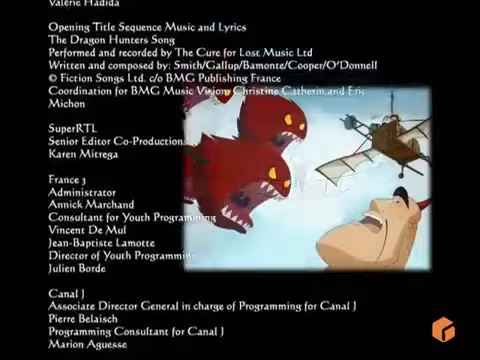 Valérie Hadida
Opening Title Sequence Music and Lyrics
The Dragon Hunters Song
Performed and recorded by The Cure for Lost Music Ltd
Written and composed by: Smith/Gallup/Bamonte/Cooper/O'Donnell
© Fiction Songs Ltd. c/o BMG Publishing France
Coordination for BMG Music Vision: Christine Catherin and Eric
Michon
SuperRTL
Senior Editor Co-Productions
Karen Mitrega
France 3
Administrator
Annick Marchand
Consultant for Youth Programming
Vincent De Mul
Jean-Baptiste Lamotte
Director of Youth Programming
Julien Borde
Canal J
Associate Director General in charge of Programming for Canal J
Pierre Belaisch
Programming Consultant for Canal J
Marion Aguesse